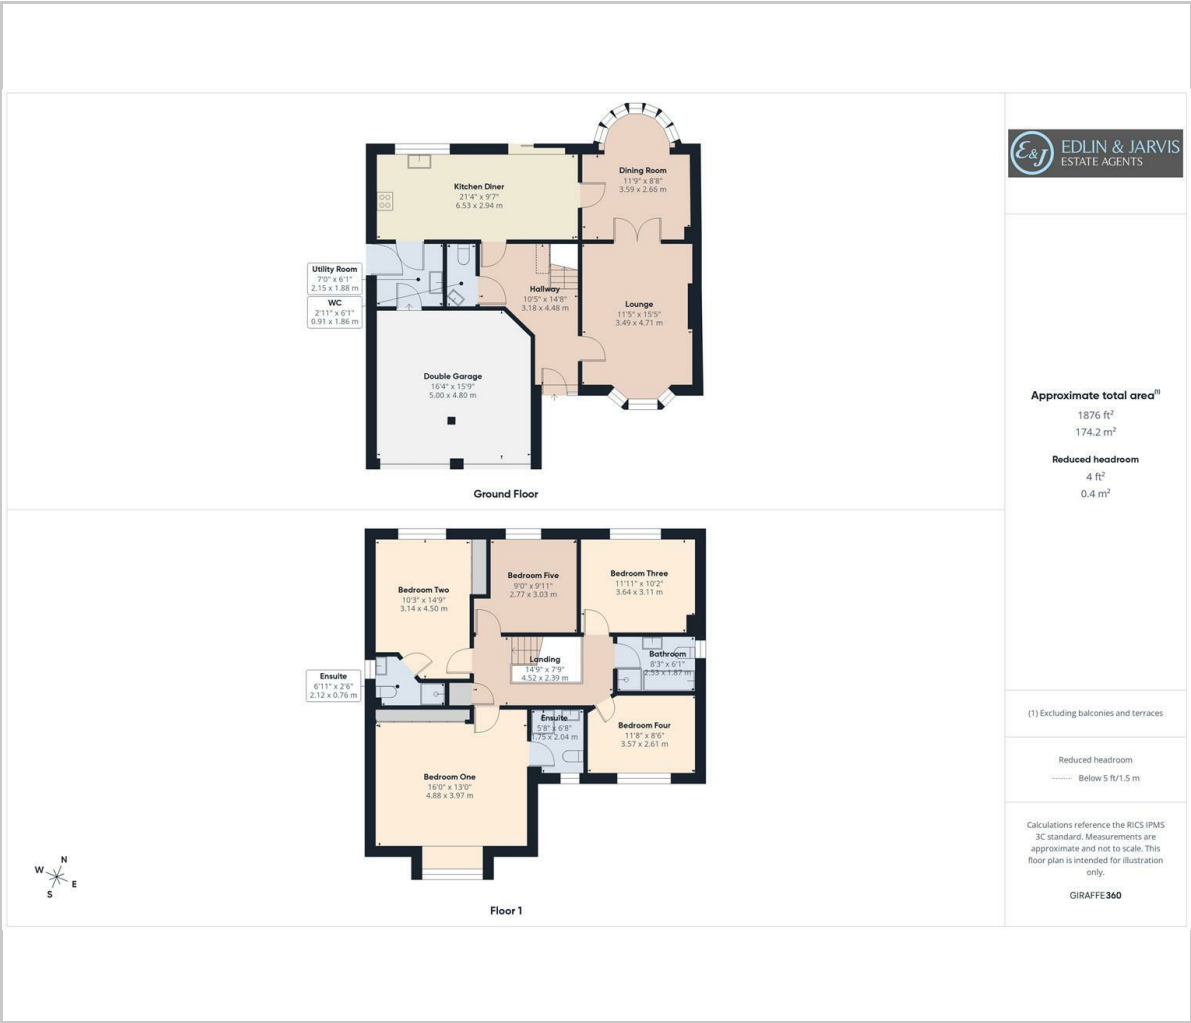 E&J
EDLIN & JARVIS
ESTATE AGENTS
Dining Room
11'9" x 8'8"
3.59 x 2.66 m
Kitchen Diner
21'4" x 9'7"
6.53 x 2.94 m
Utility Room
7'0" x 6'1"
2.15 x 1.88 m
WC
2'11" x 6'1"
0.91 x 1.86 m
Hallway
10'5" x 14'8"
3.18 x 4.48 m
Lounge
11'5" x 15'5"
3.49 x 4.71 m
Double Garage
16'4" x 15'9"
5.00 x 4.80 m
Ground Floor
Approximate total area(1)
1876 ft²
174.2 m²
Reduced headroom
4 ft²
0.4 m²
Bedroom Two
10'3" x 14'9"
3.14 x 4.50 m
Bedroom Five
9'0" x 9'11"
2.77 x 3.03 m
Bedroom Three
11'11" x 10'2"
3.64 x 3.11 m
Landing
14'9" x 7'9"
4.52 x 2.39 m
Bathroom
8'3" x 6'1"
2.53 x 1.87 m
Ensuite
6'11" x 2'6"
2.12 x 0.76 m
Ensuite
5'8" x 6'8"
1.75 x 2.04 m
Bedroom Four
11'8" x 8'6"
3.57 x 2.61 m
Bedroom One
16'0" x 13'0"
4.88 x 3.97 m
N
W
E
S
Floor 1
(1) Excluding balconies and terraces
Reduced headroom
Below 5 ft/1.5 m
Calculations reference the RICS IPMS
3C standard. Measurements are
approximate and not to scale. This
floor plan is intended for illustration
only.
GIRAFFE360